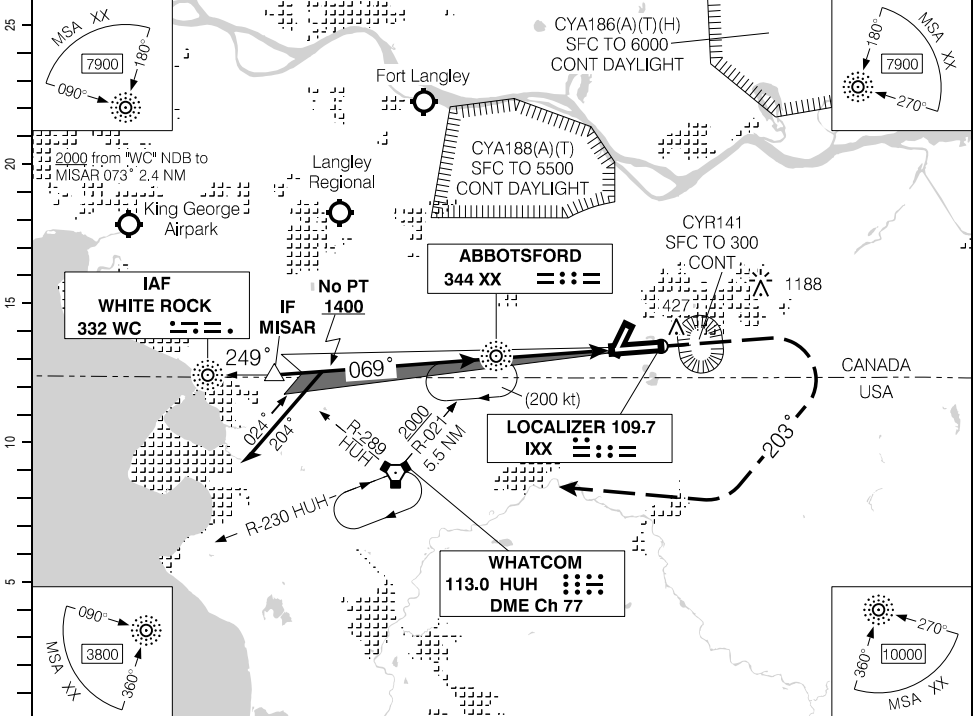 25
20
15
10
5
MSA XX
7900
180°
090°
CYA186(A)(T)(H)
SFC TO 6000
CONT DAYLIGHT
MSA XX
7900
180°
270°
Fort Langley
2000 from "WC" NDB to
MISAR 073° 2.4 NM
Langley
Regional
CYA188(A)(T)
SFC TO 5500
CONT DAYLIGHT
King George
Airpark
CYR141
SFC TO 300
CONT
ABBOTSFORD
344 XX
IAF
WHITE ROCK
332 WC
No PT
1400
IF
MISAR
1188
427
249°
069°
CANADA
USA
(200 kt)
024°
204°
R-289
HUH
2000
R-021
5.5 NM
LOCALIZER 109.7
IXX
203°
R-230 HUH
WHATCOM
113.0 HUH
DME Ch 77
090°
3800
360°
MSA XX
270°
10000
360°
MSA XX